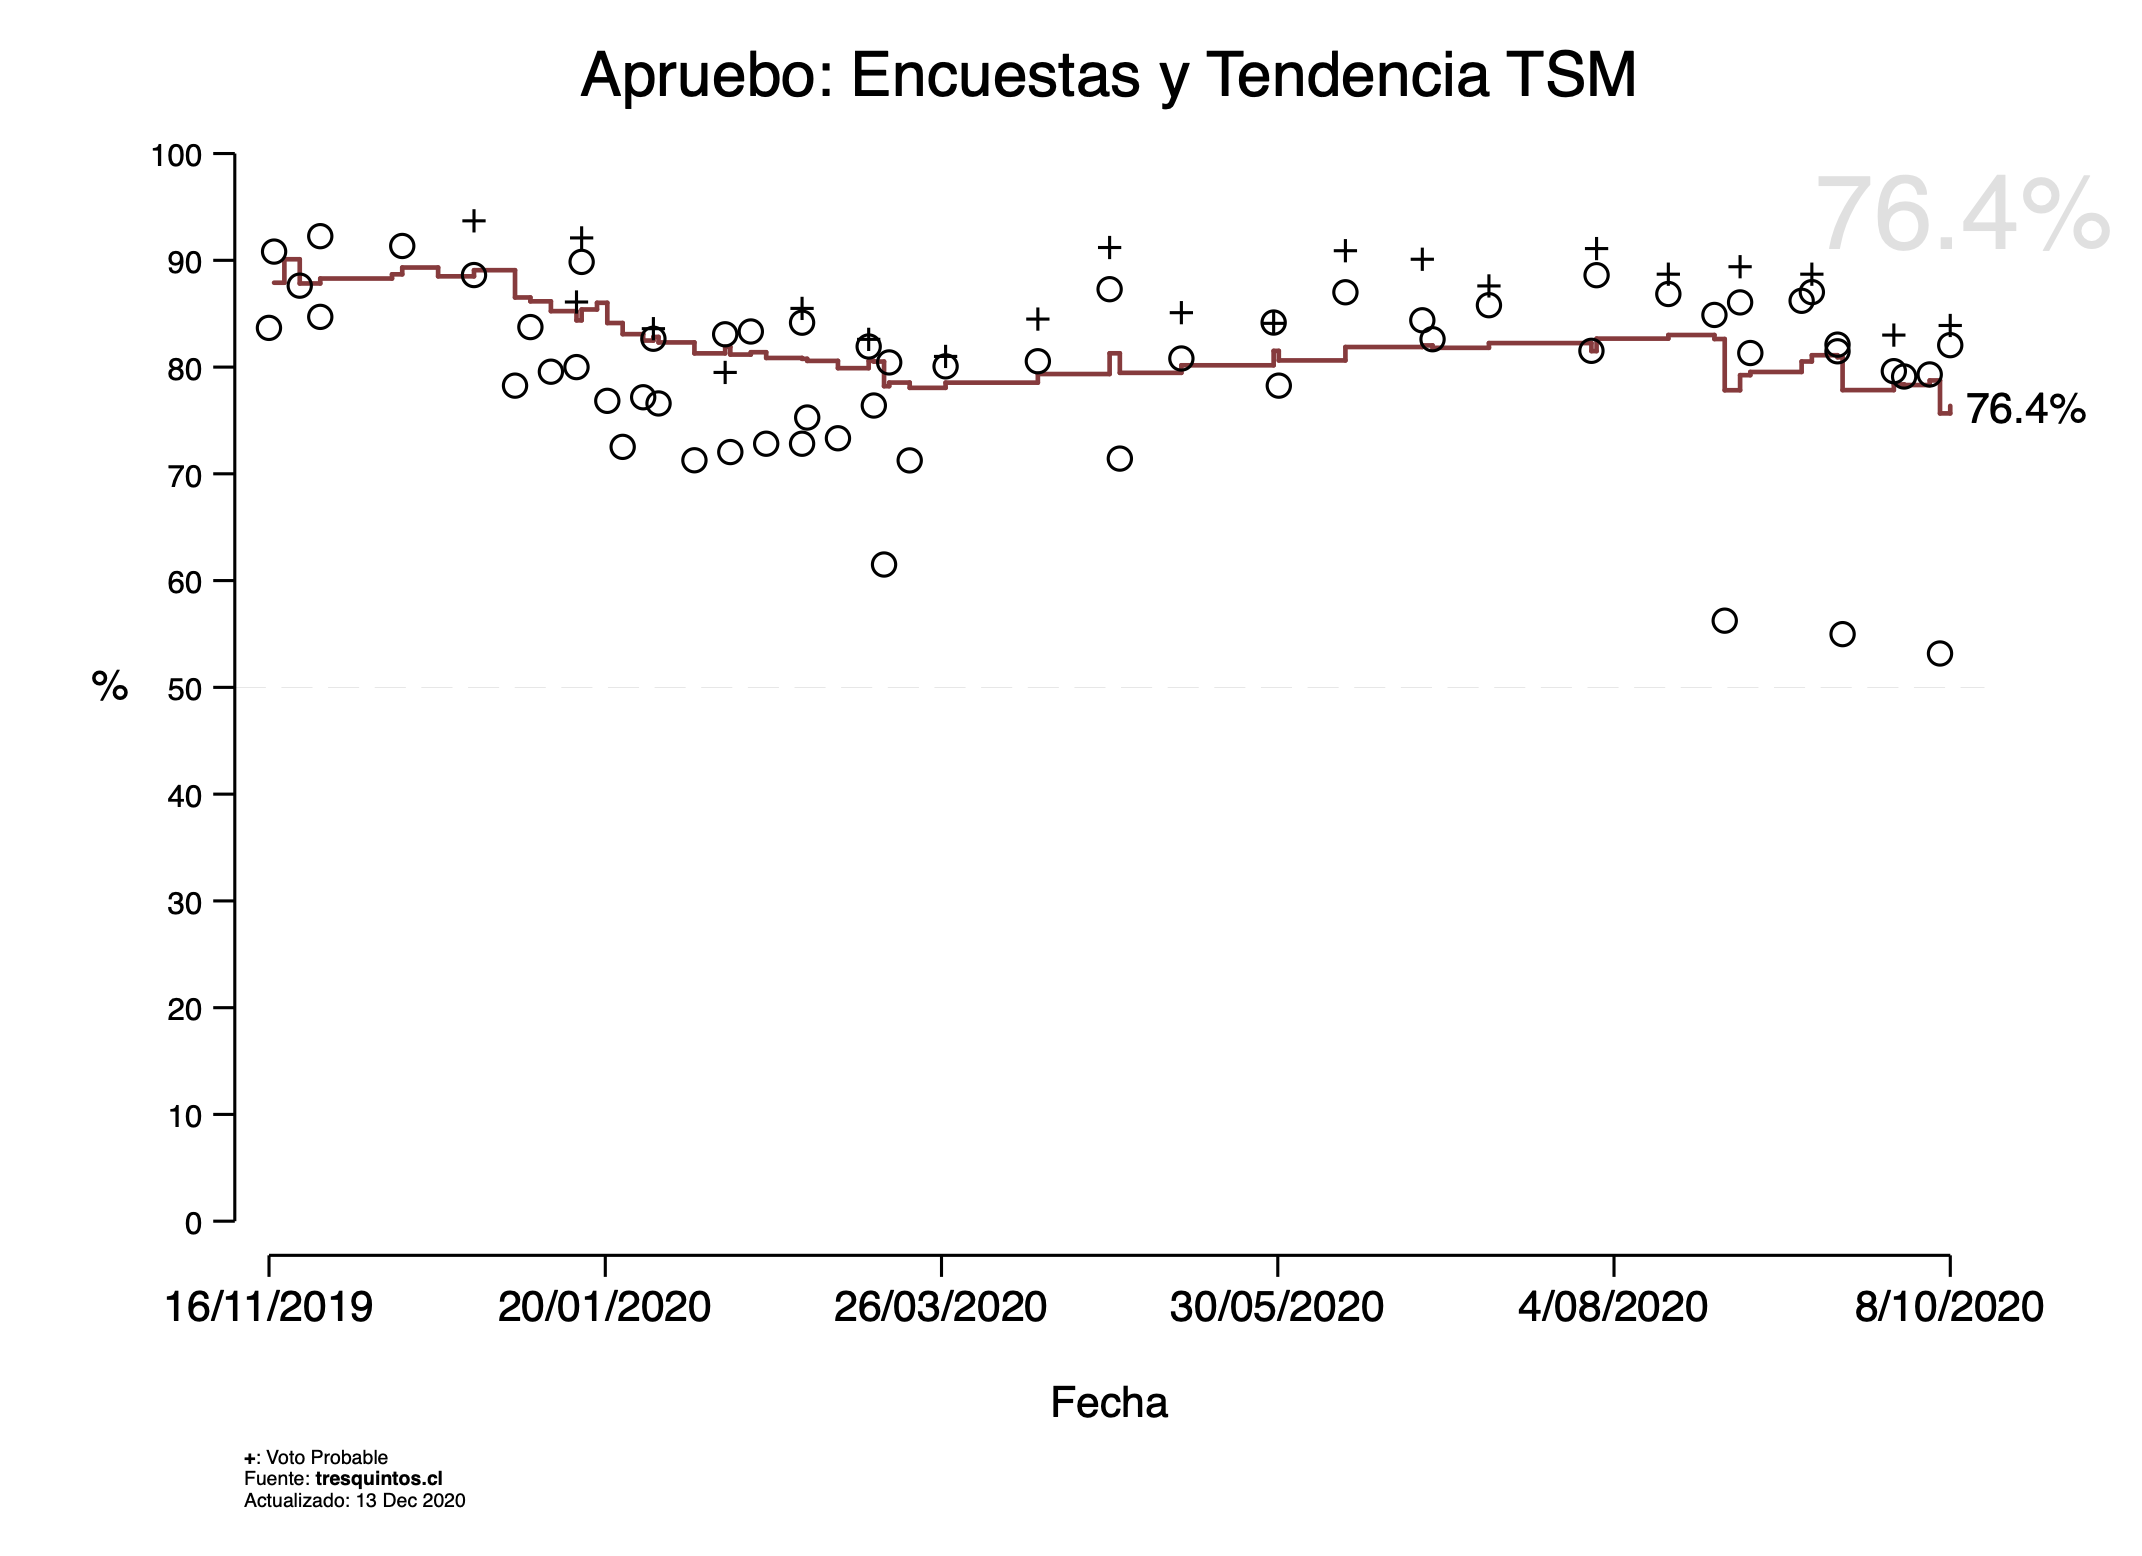 Apruebo: Encuestas y Tendencia TSM
76.4%
100
90
80
70
60
50
40
30
20
10
0
%
76.4%
16/11/2019 20/01/2020 26/03/2020 30/05/2020 4/08/2020 8/10/2020
Fecha
+: Voto Probable
Fuente: tresquintos.cl
Actualizado: 13 Dec 2020